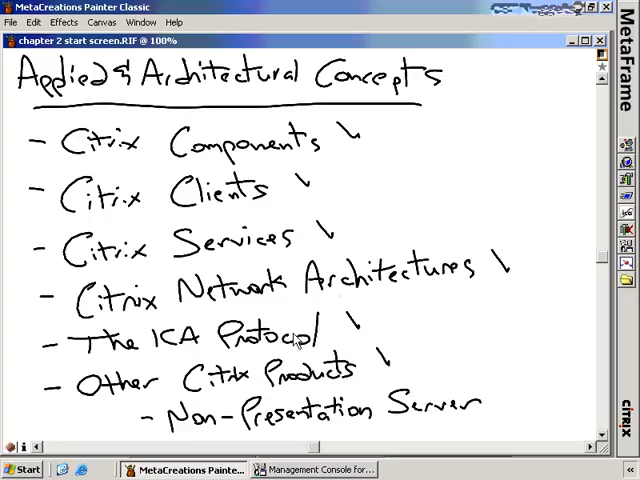 MetaCreations Painter Classic
File Edit Effects Canvas Window Help
chapter 2 start screen.RIF @ 100%
Applied & Architectural Concepts
- Citrix Components
- Citrix Clients
- Citrix Services
- Citrix Network Architectures
- The ICA Protocol
- Other Citrix Products
- Non-Presentation Server
MetaFrame
CITRIX
Start MetaCreations Painte... Management Console for...